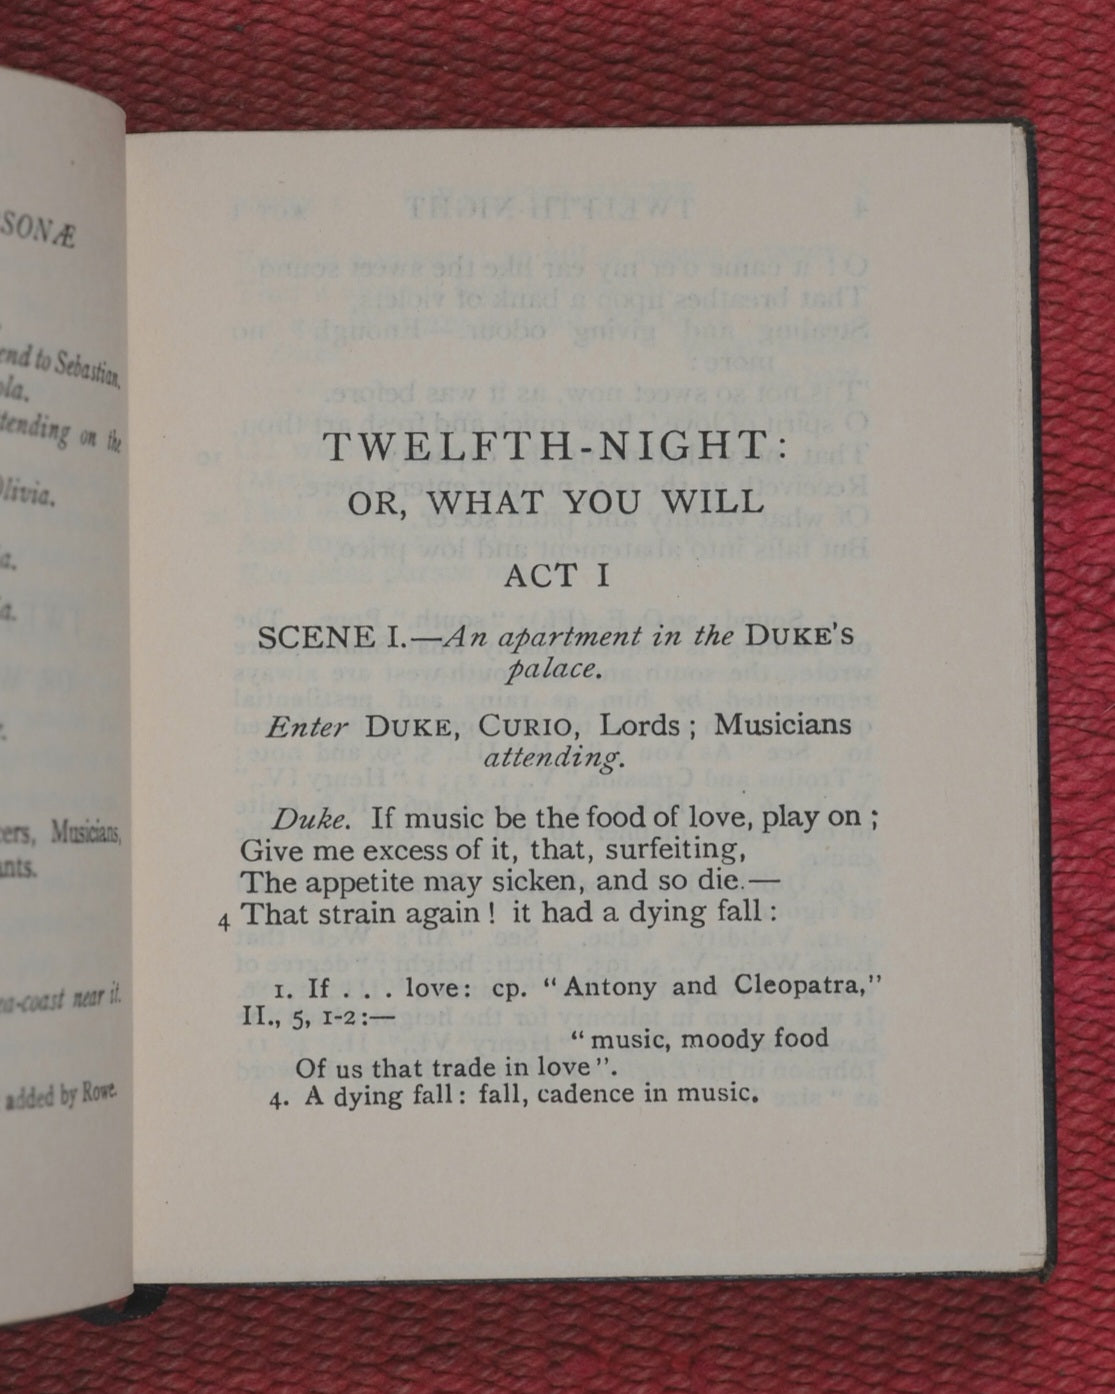 SONÆ
end to Sebastian.
ola.
tending on the
Olivia.
a.
a.
ers, Musicians,
nts.
ea-coast near it.
added by Rowe.
TWELFTH-NIGHT:
OR, WHAT YOU WILL
ACT I
SCENE I.—An apartment in the DUKE'S
palace.
Enter DUKE, CURIO, Lords ; Musicians
attending.
Duke. If music be the food of love, play on ;
Give me excess of it, that, surfeiting,
The appetite may sicken, and so die.—
4 That strain again ! it had a dying fall :
1. If . . . love: cp. “Antony and Cleopatra,”
II., 5, 1-2:—
“music, moody food
Of us that trade in love”.
4. A dying fall: fall, cadence in music.